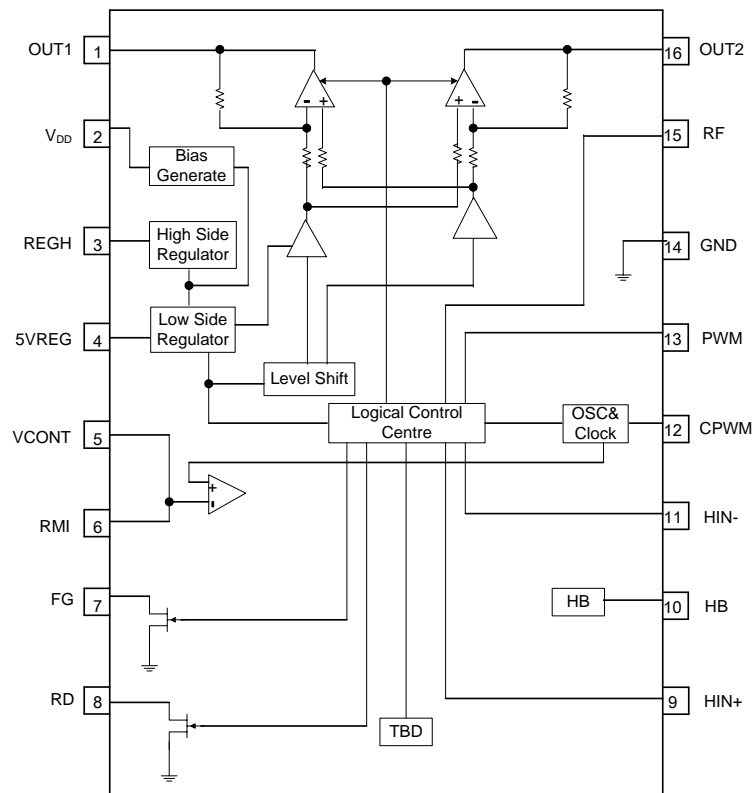 OUT1
1
16
OUT2
V_DD
2
15
RF
Bias
Generate
REGH
3
High Side
Regulator
14
GND
5VREG
4
Low Side
Regulator
13
PWM
Level Shift
VCONT
5
Logical Control
Centre
OSC&
Clock
12
CPWM
+
-
RMI
6
11
HIN-
FG
7
HB
10
HB
RD
8
9
HIN+
TBD
-
+
+
-